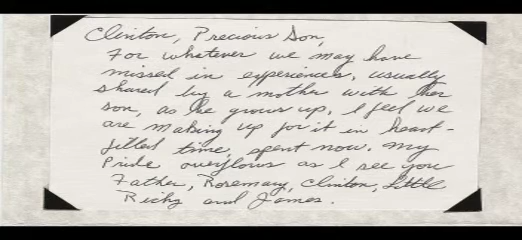 Clinton, Precious Son,
For whatever we may have
missed in experiences, usually
shared by a mother with her
son, as he grows up, I feel we
are making up for it in heart-
filled time, spent now. My
Pride overflows as I see you
Father, Rosemary, Clinton, Little
Ricky and James.